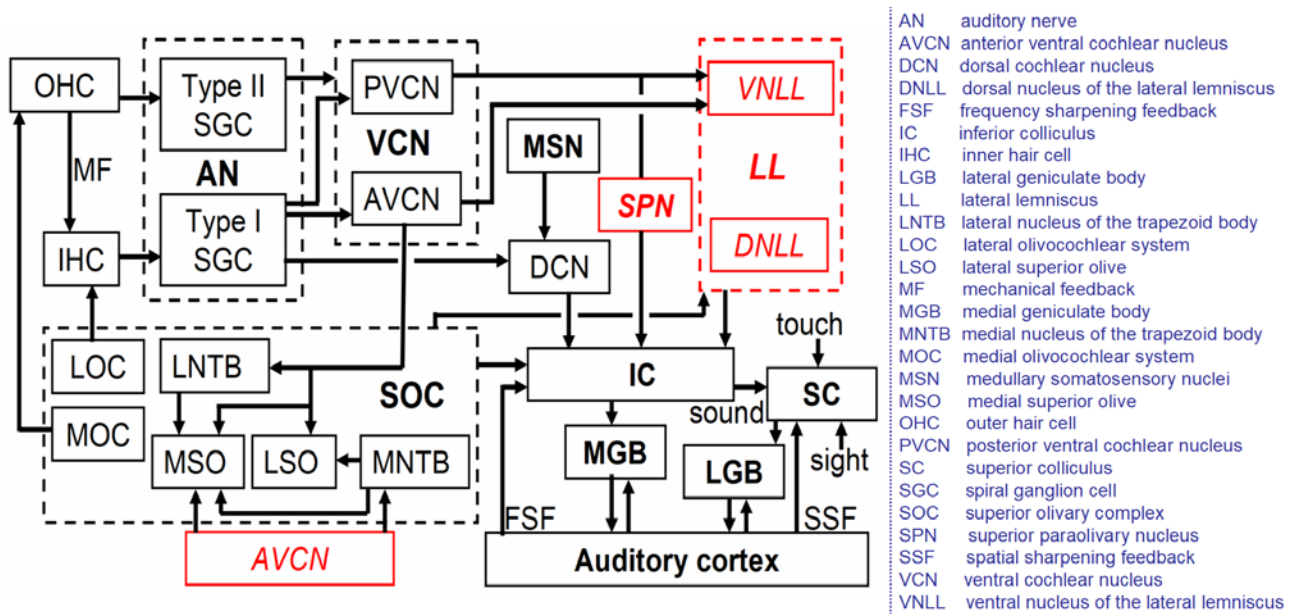 OHC
Type II
SGC
PVCN
VNLL
VCN
MSN
MF
AN
LL
AVCN
SPN
Type I
SGC
IHC
DCN
DNLL
touch
LOC
LNTB
SOC
IC
SC
sound
MOC
MSO
LSO
MNTB
MGB
LGB
sight
FSF
SSF
AVCN
Auditory cortex
AN auditory nerve
AVCN anterior ventral cochlear nucleus
DCN dorsal cochlear nucleus
DNLL dorsal nucleus of the lateral lemniscus
FSF frequency sharpening feedback
IC inferior colliculus
IHC inner hair cell
LGB lateral geniculate body
LL lateral lemniscus
LNTB lateral nucleus of the trapezoid body
LOC lateral olivocochlear system
LSO lateral superior olive
MF mechanical feedback
MGB medial geniculate body
MNTB medial nucleus of the trapezoid body
MOC medial olivocochlear system
MSN medullary somatosensory nuclei
MSO medial superior olive
OHC outer hair cell
PVCN posterior ventral cochlear nucleus
SC superior colliculus
SGC spiral ganglion cell
SOC superior olivary complex
SPN superior paraolivary nucleus
SSF spatial sharpening feedback
VCN ventral cochlear nucleus
VNLL ventral nucleus of the lateral lemniscus